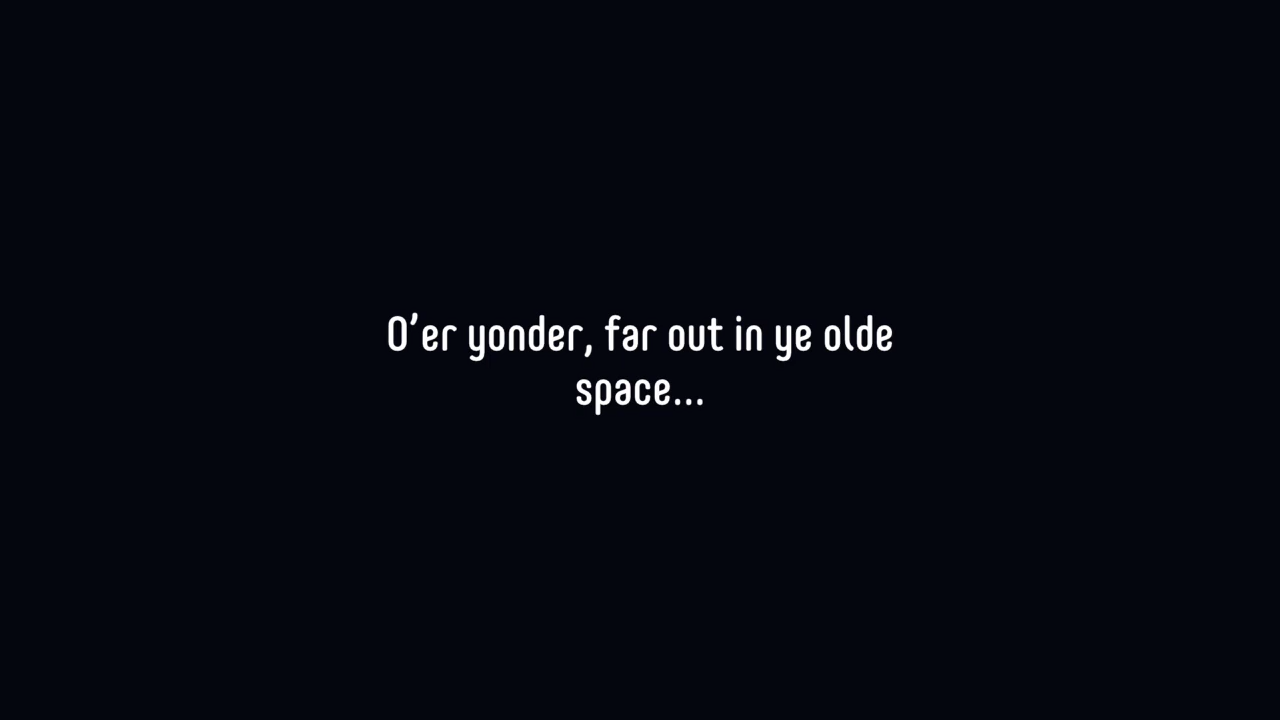 O’er yonder, far out in ye olde
space...